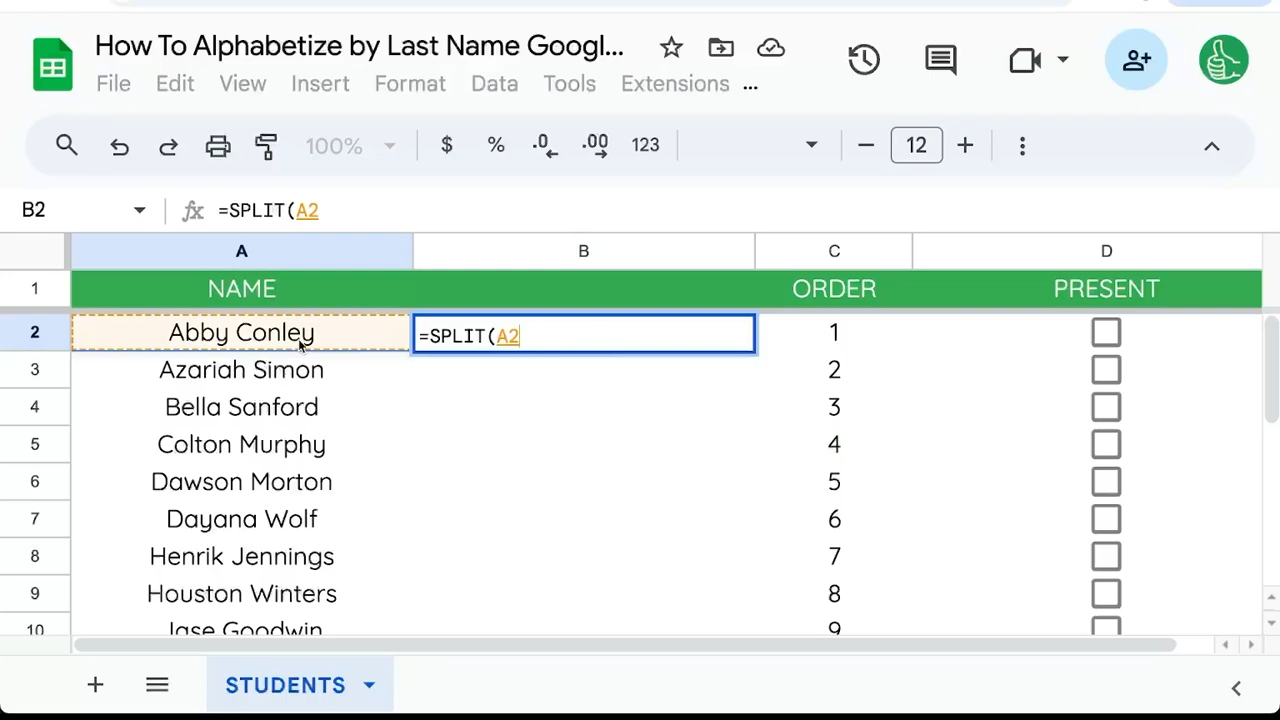 How To Alphabetize by Last Name Googl...
File Edit View Insert Format Data Tools Extensions ...
100% $ % .0 .00 123 12
B2 fx =SPLIT(A2
A B C D
1 NAME ORDER PRESENT
2 Abby Conley =SPLIT(A2 1
3 Azariah Simon 2
4 Bella Sanford 3
5 Colton Murphy 4
6 Dawson Morton 5
7 Dayana Wolf 6
8 Henrik Jennings 7
9 Houston Winters 8
10 Jase Goodwin 9
STUDENTS